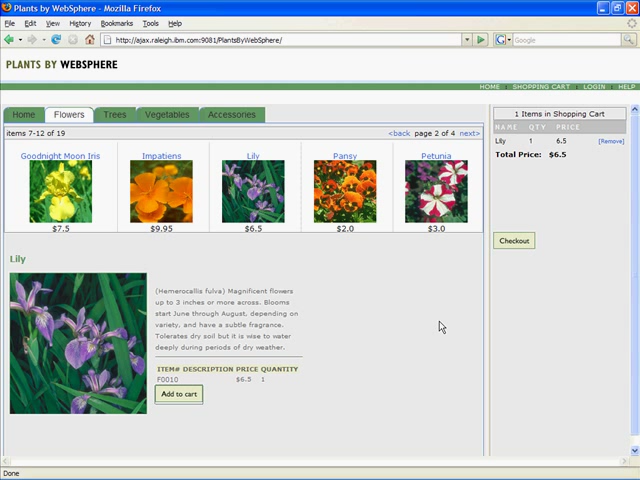 Plants by WebSphere - Mozilla Firefox
File Edit View History Bookmarks Tools Window Help
http://ajax.raleigh.ibm.com:9081/PlantsByWebSphere/
Google
PLANTS BY WEBSPHERE
HOME : SHOPPING CART : LOGIN : HELP
Home Flowers Trees Vegetables Accessories
items 7-12 of 19
<back page 2 of 4 next>
Goodnight Moon Iris Impatiens Lily Pansy Petunia
$7.5 $9.95 $6.5 $2.0 $3.0
Lily
(Hemerocallis fulva) Magnificent flowers
up to 3 inches or more across. Blooms
start June through August, depending on
variety, and have a subtle fragrance.
Tolerates dry soil but it is wise to water
deeply during periods of dry weather.
ITEM# DESCRIPTION PRICE QUANTITY
F0010 $6.5 1
Add to cart
1 Items in Shopping Cart
NAME QTY PRICE
Lily 1 6.5 [Remove]
Total Price: $6.5
Checkout
Done